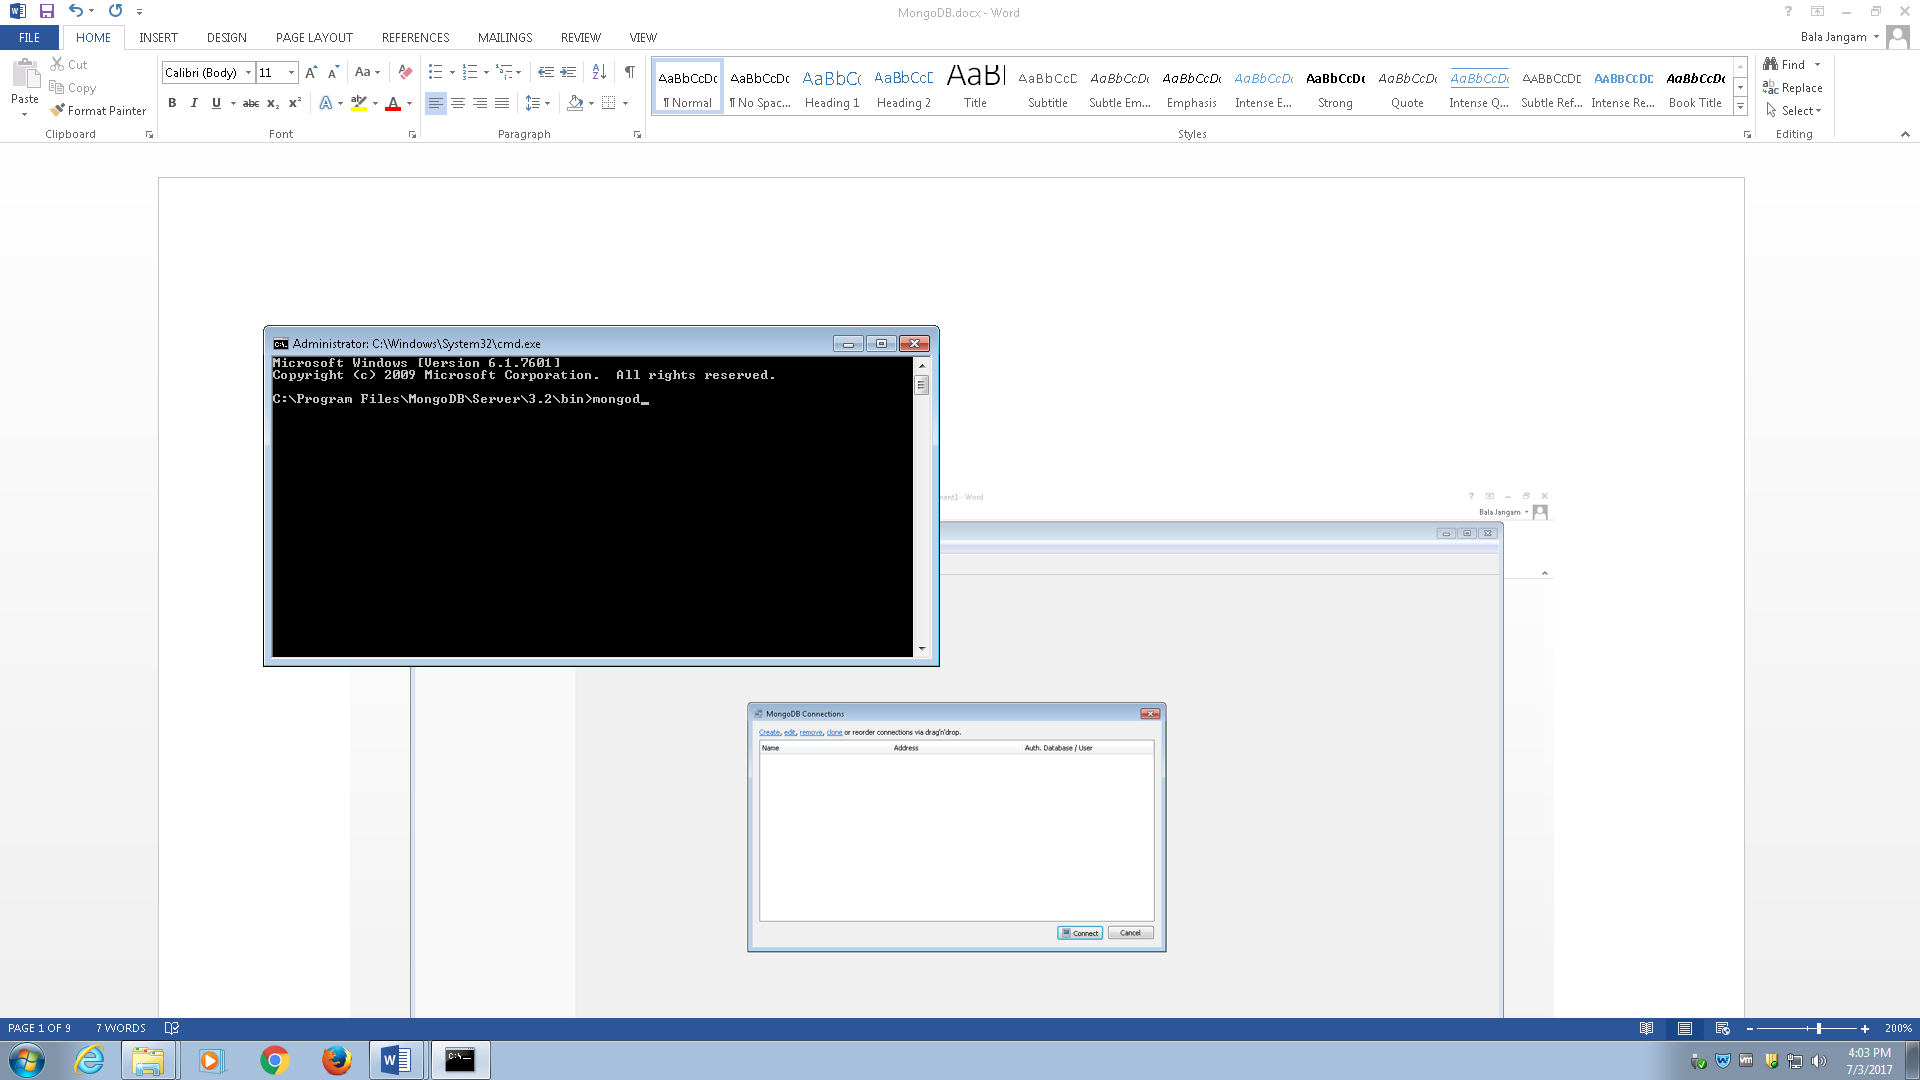 MongoDB.docx - Word
FILE HOME INSERT DESIGN PAGE LAYOUT REFERENCES MAILINGS REVIEW VIEW
Bala Jangam
Paste
Cut
Copy
Format Painter
Clipboard
Calibri (Body) 11
Font
Paragraph
AaBbCcDc AaBbCcDc AaBbCc AaBbCcE AaBl AaBbCcD AaBbCcDc AaBbCcDc AaBbCcDc AaBbCcDc AaBbCcDc AaBbCcDc AABBCCDE AABBCCDC AaBbCcDc
¶ Normal ¶ No Spac... Heading 1 Heading 2 Title Subtitle Subtle Em... Emphasis Intense E... Strong Quote Intense Q... Subtle Ref... Intense Re... Book Title
Styles
Find
Replace
Select
Editing
Administrator: C:\Windows\System32\cmd.exe
Microsoft Windows [Version 6.1.7601]
Copyright (c) 2009 Microsoft Corporation.  All rights reserved.
C:\Program Files\MongoDB\Server\3.2\bin>mongod_
ment1 - Word
Bala Jangam
MongoDB Connections
Create, edit, remove, clone or reorder connections via drag'n'drop.
Name Address Auth. Database / User
Connect Cancel
PAGE 1 OF 9 7 WORDS
200%
4:03 PM
7/3/2017